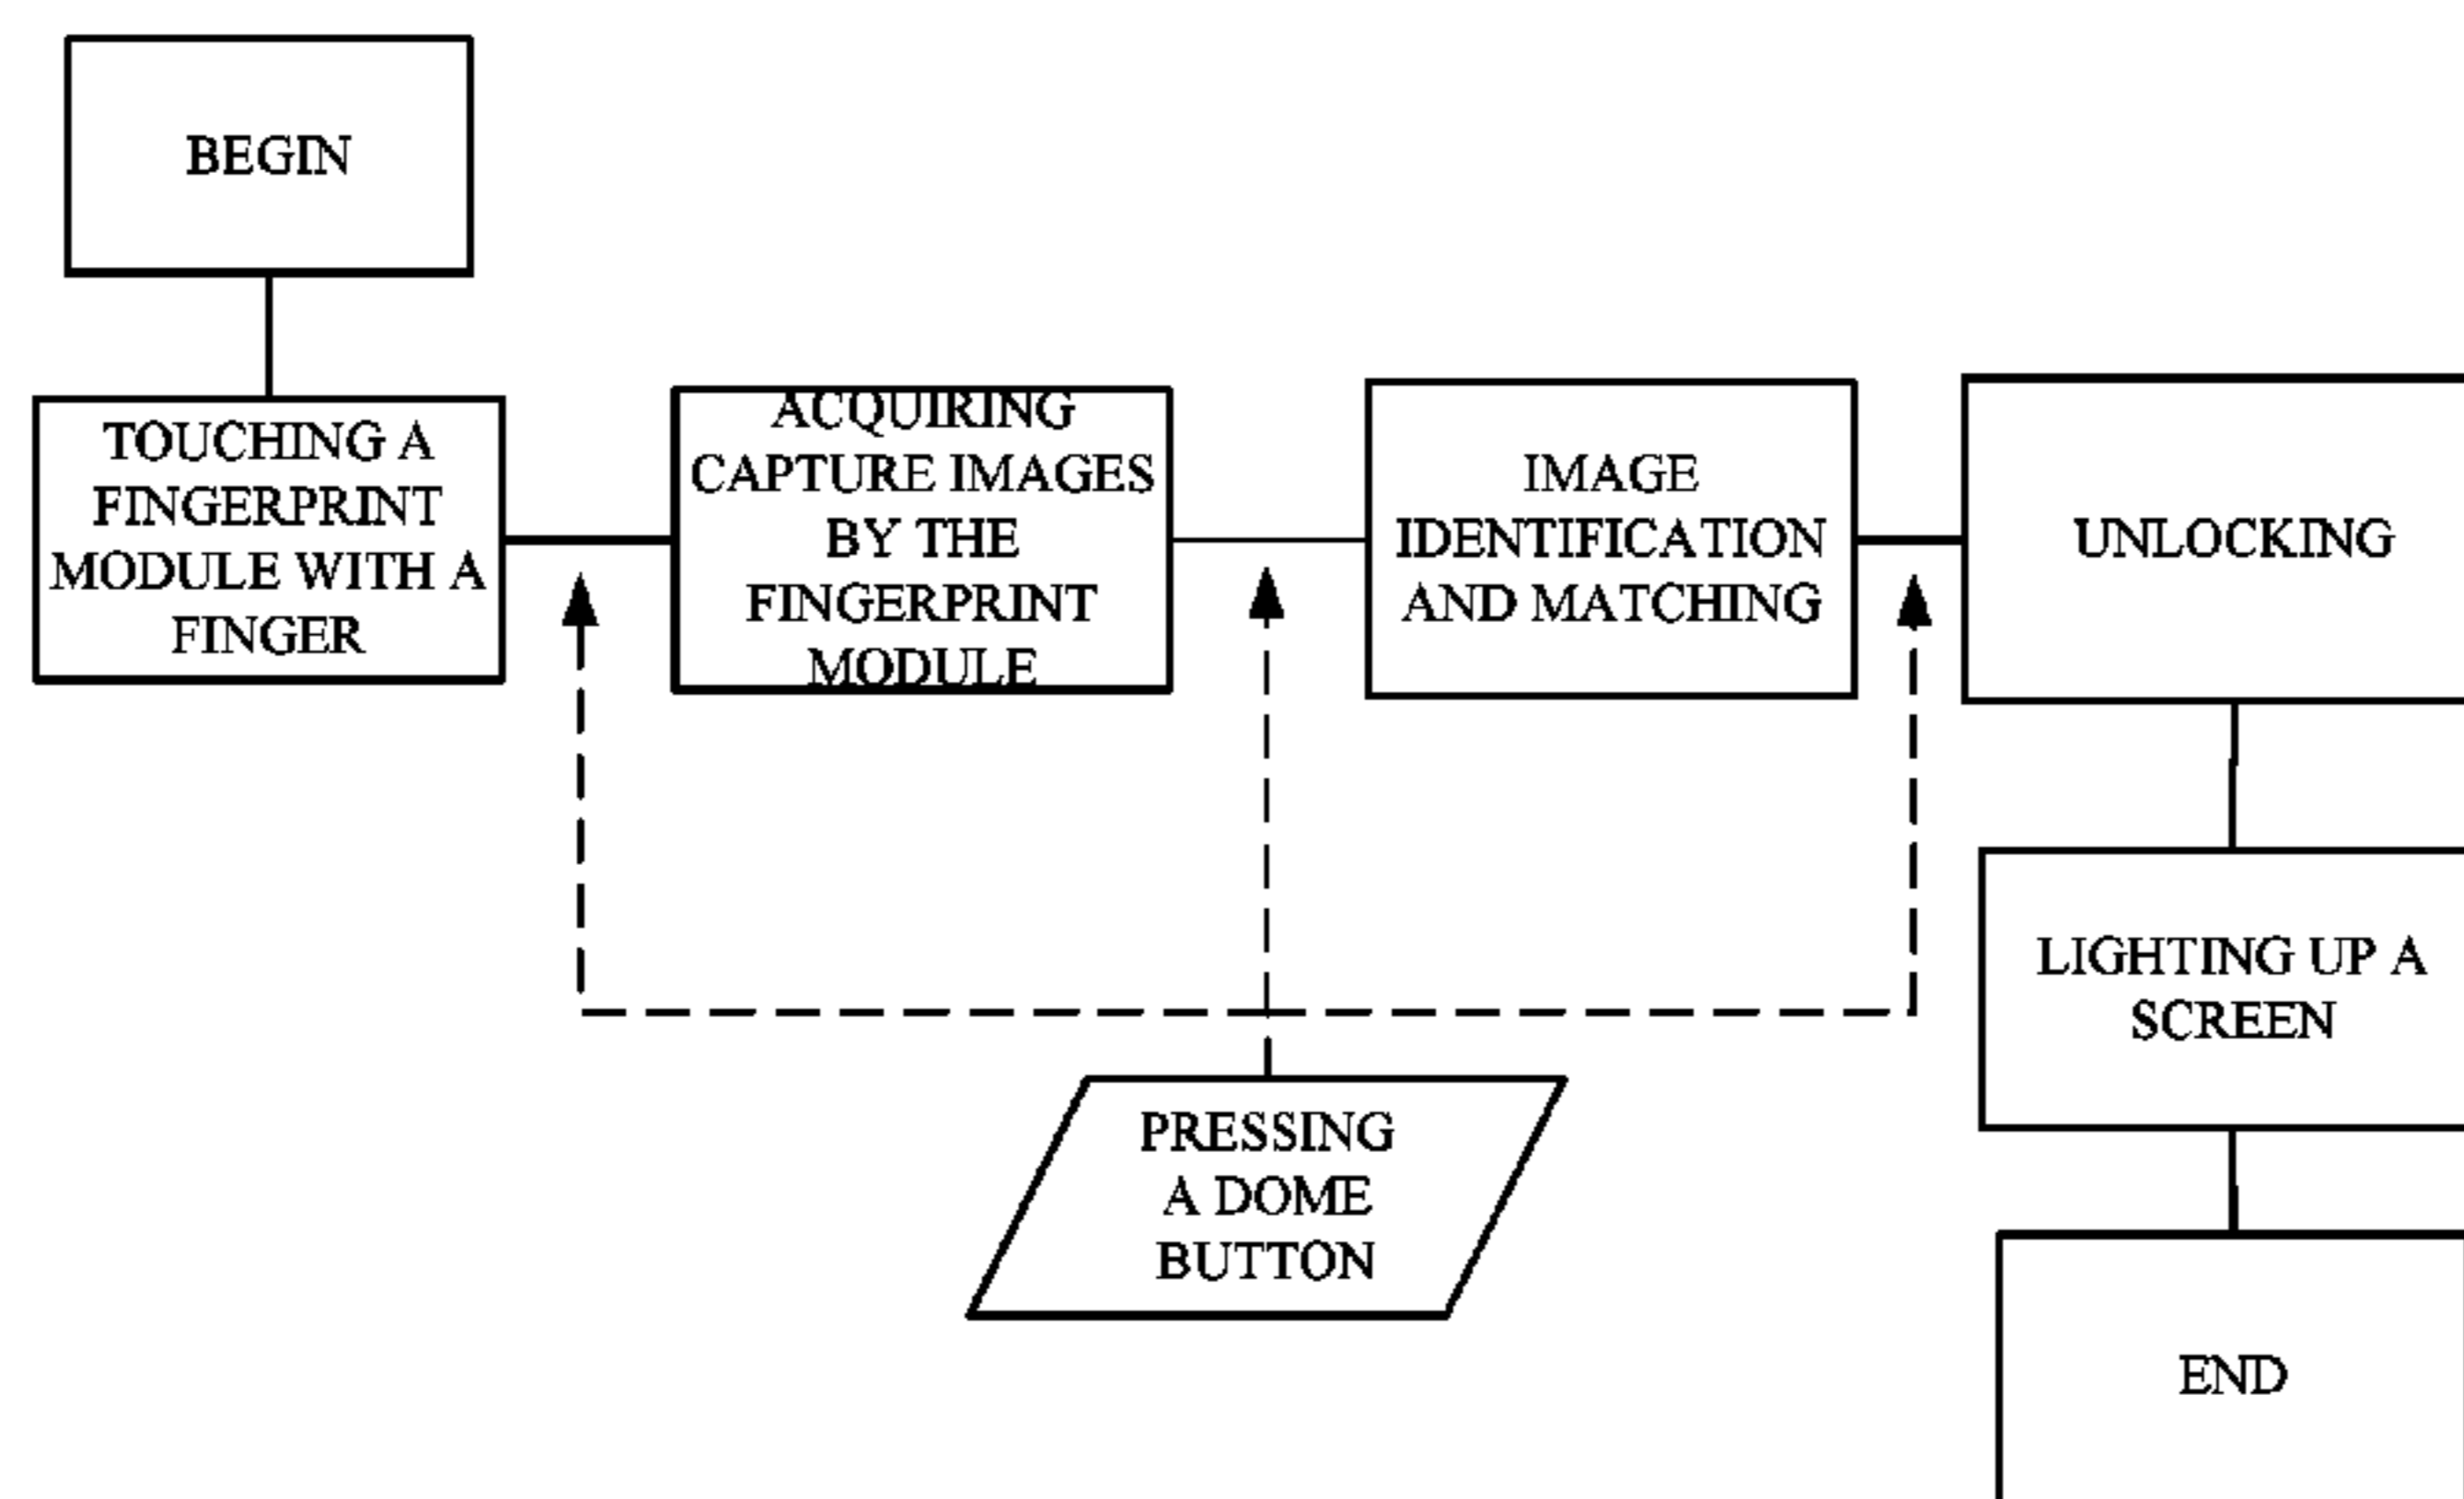 BEGIN
TOUCHING A
FINGERPRINT
MODULE WITH A
FINGER
ACQUIRING
CAPTURE IMAGES
BY THE
FINGERPRINT
MODULE
IMAGE
IDENTIFICATION
AND MATCHING
UNLOCKING
LIGHTING UP A
SCREEN
PRESSING
A DOME
BUTTON
END